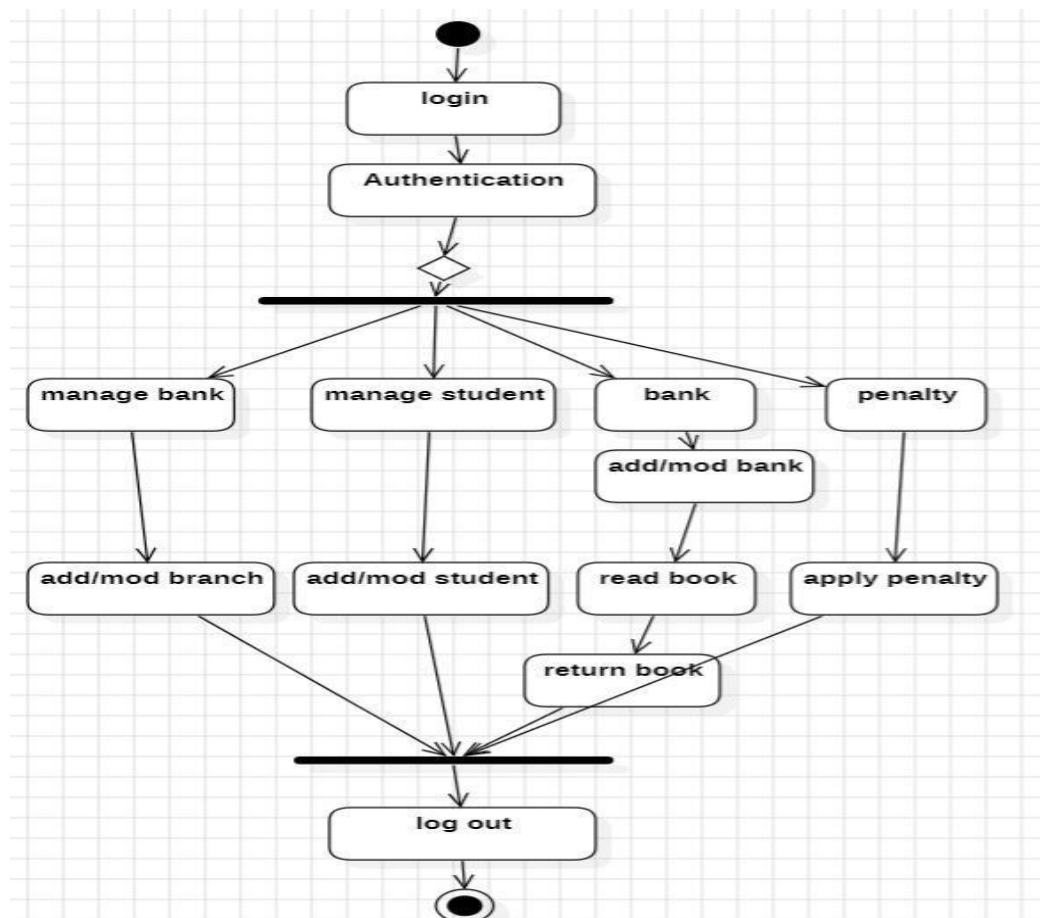 login
Authentication
manage bank
manage student
bank
penalty
add/mod bank
add/mod branch
add/mod student
read book
apply penalty
return book
log out